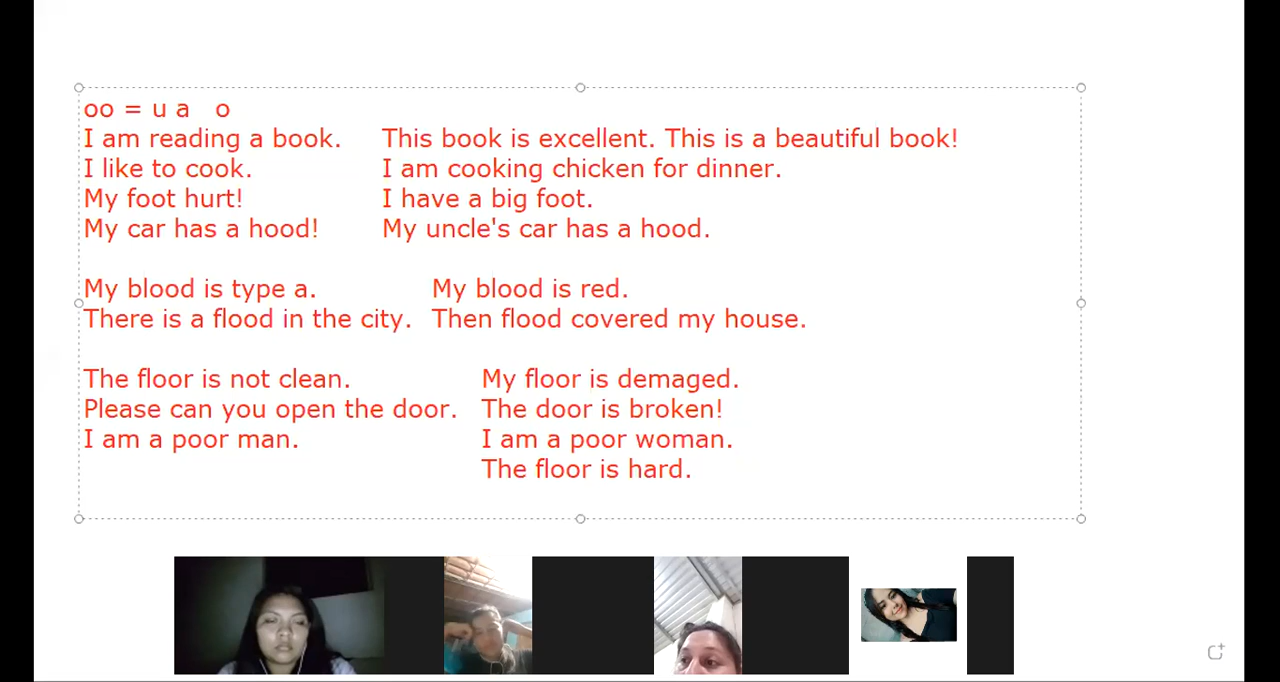 oo = u a o
I am reading a book. This book is excellent. This is a beautiful book!
I like to cook. I am cooking chicken for dinner.
My foot hurt! I have a big foot.
My car has a hood! My uncle's car has a hood.
My blood is type a. My blood is red.
There is a flood in the city. Then flood covered my house.
The floor is not clean. My floor is demaged.
Please can you open the door. The door is broken!
I am a poor man. I am a poor woman.
The floor is hard.